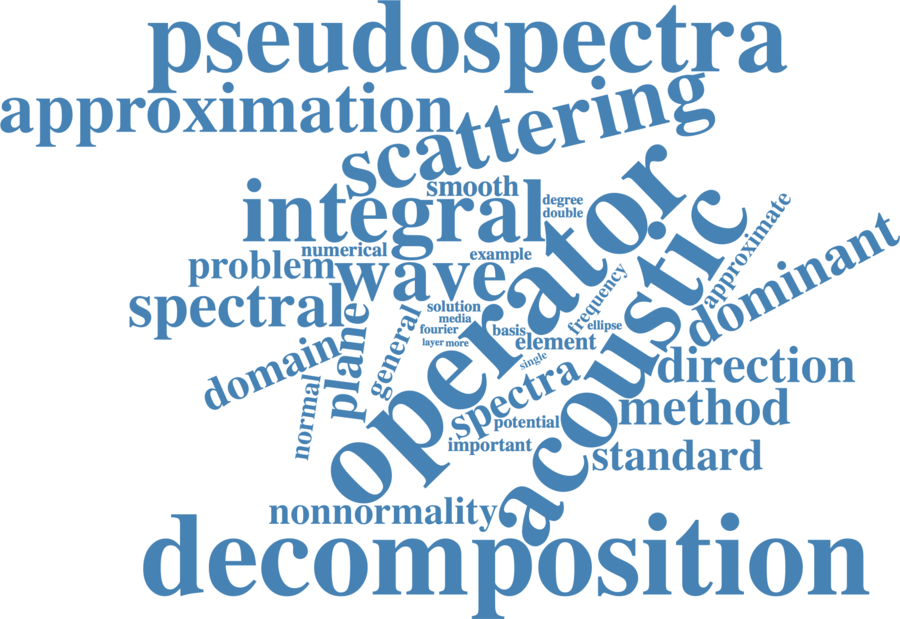 pseudospectra
approximation
scattering
smooth
integral
degree
double
operator
acoustic
approximate
numerical
example
problem
wave
dominant
spectral
solution
media
frequency
fourier
basis
ellipse
layer
more
element
plane
general
domain
single
direction
normal
spectra
method
potential
important
standard
nonnormality
decomposition